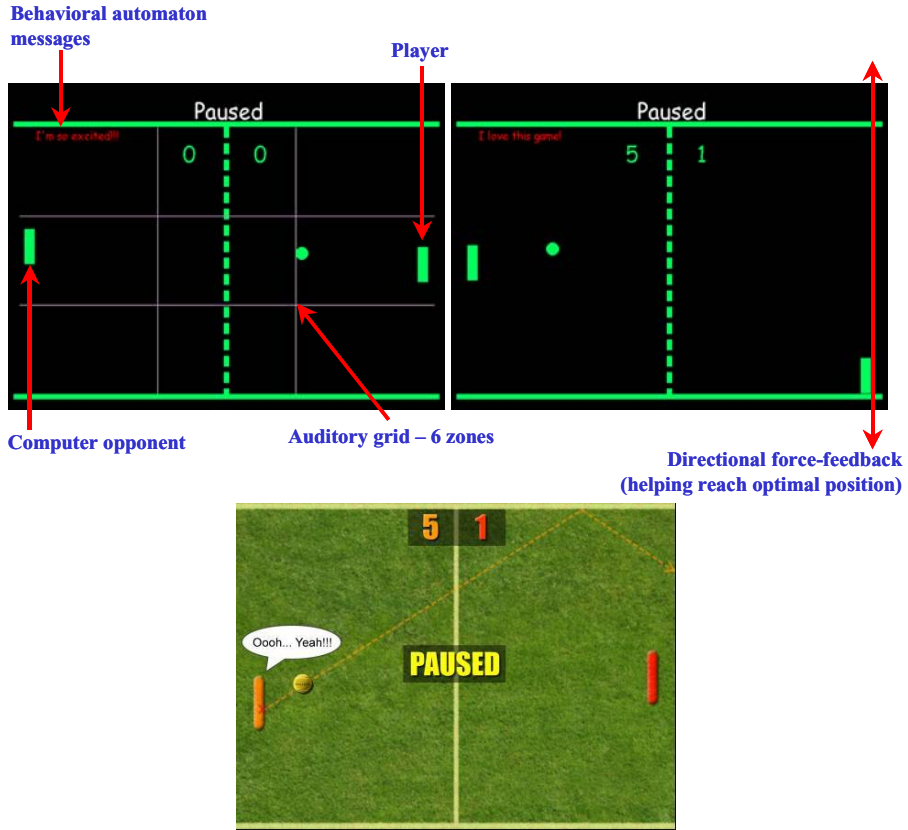 Behavioral automaton
messages
Player
Paused
I'm so excited!!!
0 0
Paused
I love this game!
5 1
Computer opponent
Auditory grid – 6 zones
Directional force-feedback
(helping reach optimal position)
5 1
Oooh... Yeah!!!
PAUSED